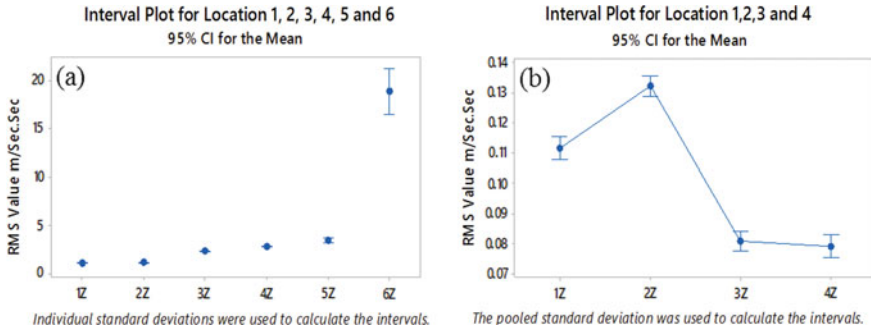 Interval Plot for Location 1, 2, 3, 4, 5 and 6
95% CI for the Mean
(a)
RMS Value m/Sec.Sec
20
15
10
5
0
1Z 2Z 3Z 4Z 5Z 6Z
Individual standard deviations were used to calculate the intervals.
Interval Plot for Location 1,2,3 and 4
95% CI for the Mean
(b)
RMS Value m/Sec.Sec
0.14
0.13
0.12
0.11
0.10
0.09
0.08
0.07
1Z 2Z 3Z 4Z
The pooled standard deviation was used to calculate the intervals.